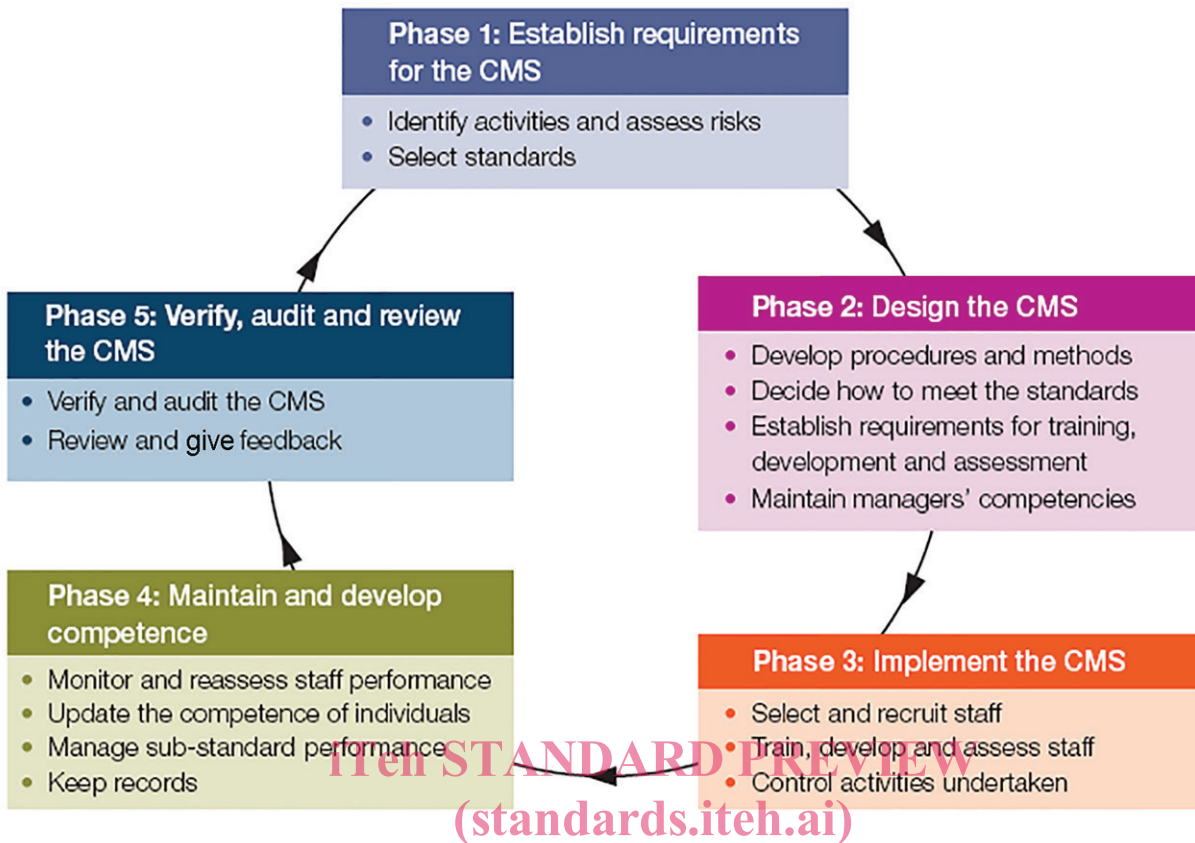 Phase 1: Establish requirements
for the CMS
• Identify activities and assess risks
• Select standards
Phase 2: Design the CMS
• Develop procedures and methods
• Decide how to meet the standards
• Establish requirements for training,
development and assessment
• Maintain managers’ competencies
Phase 3: Implement the CMS
• Select and recruit staff
• Train, develop and assess staff
• Control activities undertaken
Phase 4: Maintain and develop
competence
• Monitor and reassess staff performance
• Update the competence of individuals
• Manage sub-standard performance
• Keep records
Phase 5: Verify, audit and review
the CMS
• Verify and audit the CMS
• Review and give feedback
iTeh STANDARD PREVIEW
(standards.iteh.ai)